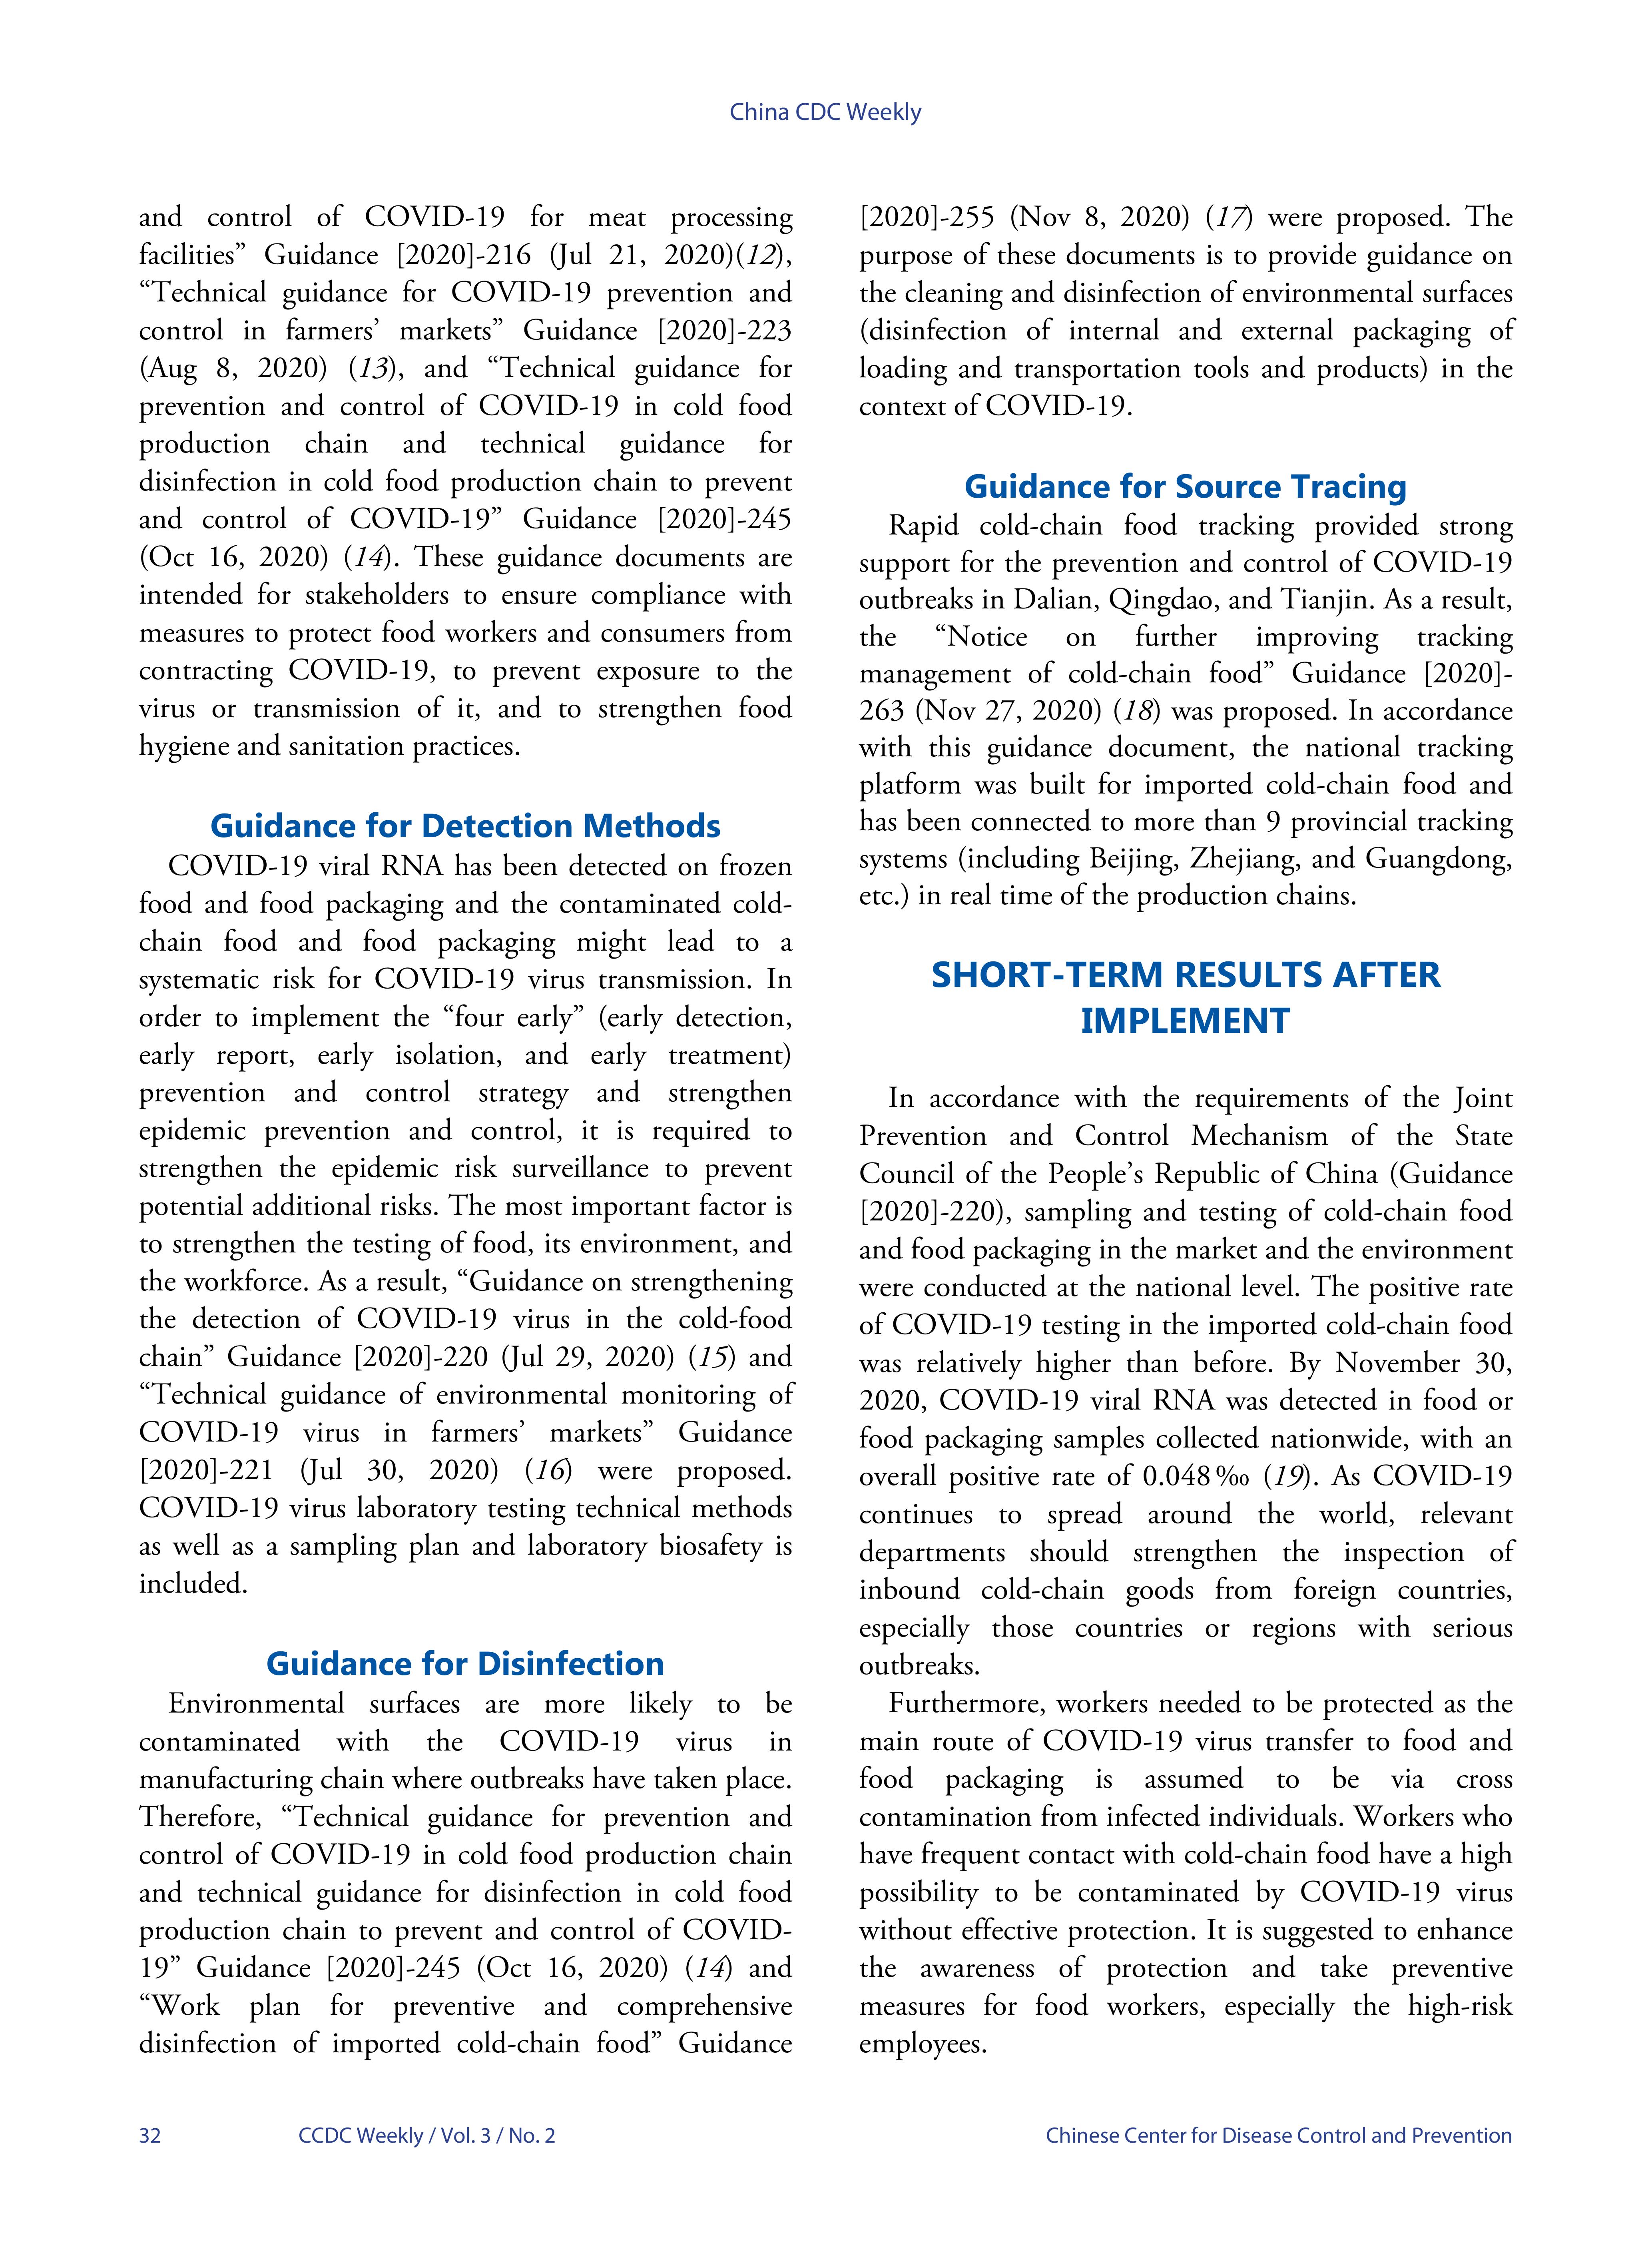 China CDC Weekly
and control of COVID-19 for meat processing
facilities” Guidance [2020]-216 (Jul 21, 2020)(12),
“Technical guidance for COVID-19 prevention and
control in farmers’ markets” Guidance [2020]-223
(Aug 8, 2020) (13), and “Technical guidance for
prevention and control of COVID-19 in cold food
production chain and technical guidance for
disinfection in cold food production chain to prevent
and control of COVID-19” Guidance [2020]-245
(Oct 16, 2020) (14). These guidance documents are
intended for stakeholders to ensure compliance with
measures to protect food workers and consumers from
contracting COVID-19, to prevent exposure to the
virus or transmission of it, and to strengthen food
hygiene and sanitation practices.
Guidance for Detection Methods
COVID-19 viral RNA has been detected on frozen
food and food packaging and the contaminated cold-
chain food and food packaging might lead to a
systematic risk for COVID-19 virus transmission. In
order to implement the “four early” (early detection,
early report, early isolation, and early treatment)
prevention and control strategy and strengthen
epidemic prevention and control, it is required to
strengthen the epidemic risk surveillance to prevent
potential additional risks. The most important factor is
to strengthen the testing of food, its environment, and
the workforce. As a result, “Guidance on strengthening
the detection of COVID-19 virus in the cold-food
chain” Guidance [2020]-220 (Jul 29, 2020) (15) and
“Technical guidance of environmental monitoring of
COVID-19 virus in farmers’ markets” Guidance
[2020]-221 (Jul 30, 2020) (16) were proposed.
COVID-19 virus laboratory testing technical methods
as well as a sampling plan and laboratory biosafety is
included.
Guidance for Disinfection
Environmental surfaces are more likely to be
contaminated with the COVID-19 virus in
manufacturing chain where outbreaks have taken place.
Therefore, “Technical guidance for prevention and
control of COVID-19 in cold food production chain
and technical guidance for disinfection in cold food
production chain to prevent and control of COVID-
19” Guidance [2020]-245 (Oct 16, 2020) (14) and
“Work plan for preventive and comprehensive
disinfection of imported cold-chain food” Guidance
[2020]-255 (Nov 8, 2020) (17) were proposed. The
purpose of these documents is to provide guidance on
the cleaning and disinfection of environmental surfaces
(disinfection of internal and external packaging of
loading and transportation tools and products) in the
context of COVID-19.
Guidance for Source Tracing
Rapid cold-chain food tracking provided strong
support for the prevention and control of COVID-19
outbreaks in Dalian, Qingdao, and Tianjin. As a result,
the “Notice on further improving tracking
management of cold-chain food” Guidance [2020]-
263 (Nov 27, 2020) (18) was proposed. In accordance
with this guidance document, the national tracking
platform was built for imported cold-chain food and
has been connected to more than 9 provincial tracking
systems (including Beijing, Zhejiang, and Guangdong,
etc.) in real time of the production chains.
SHORT-TERM RESULTS AFTER
IMPLEMENT
In accordance with the requirements of the Joint
Prevention and Control Mechanism of the State
Council of the People’s Republic of China (Guidance
[2020]-220), sampling and testing of cold-chain food
and food packaging in the market and the environment
were conducted at the national level. The positive rate
of COVID-19 testing in the imported cold-chain food
was relatively higher than before. By November 30,
2020, COVID-19 viral RNA was detected in food or
food packaging samples collected nationwide, with an
overall positive rate of 0.048‰ (19). As COVID-19
continues to spread around the world, relevant
departments should strengthen the inspection of
inbound cold-chain goods from foreign countries,
especially those countries or regions with serious
outbreaks.
Furthermore, workers needed to be protected as the
main route of COVID-19 virus transfer to food and
food packaging is assumed to be via cross
contamination from infected individuals. Workers who
have frequent contact with cold-chain food have a high
possibility to be contaminated by COVID-19 virus
without effective protection. It is suggested to enhance
the awareness of protection and take preventive
measures for food workers, especially the high-risk
employees.
32 CCDC Weekly / Vol. 3 / No. 2 Chinese Center for Disease Control and Prevention